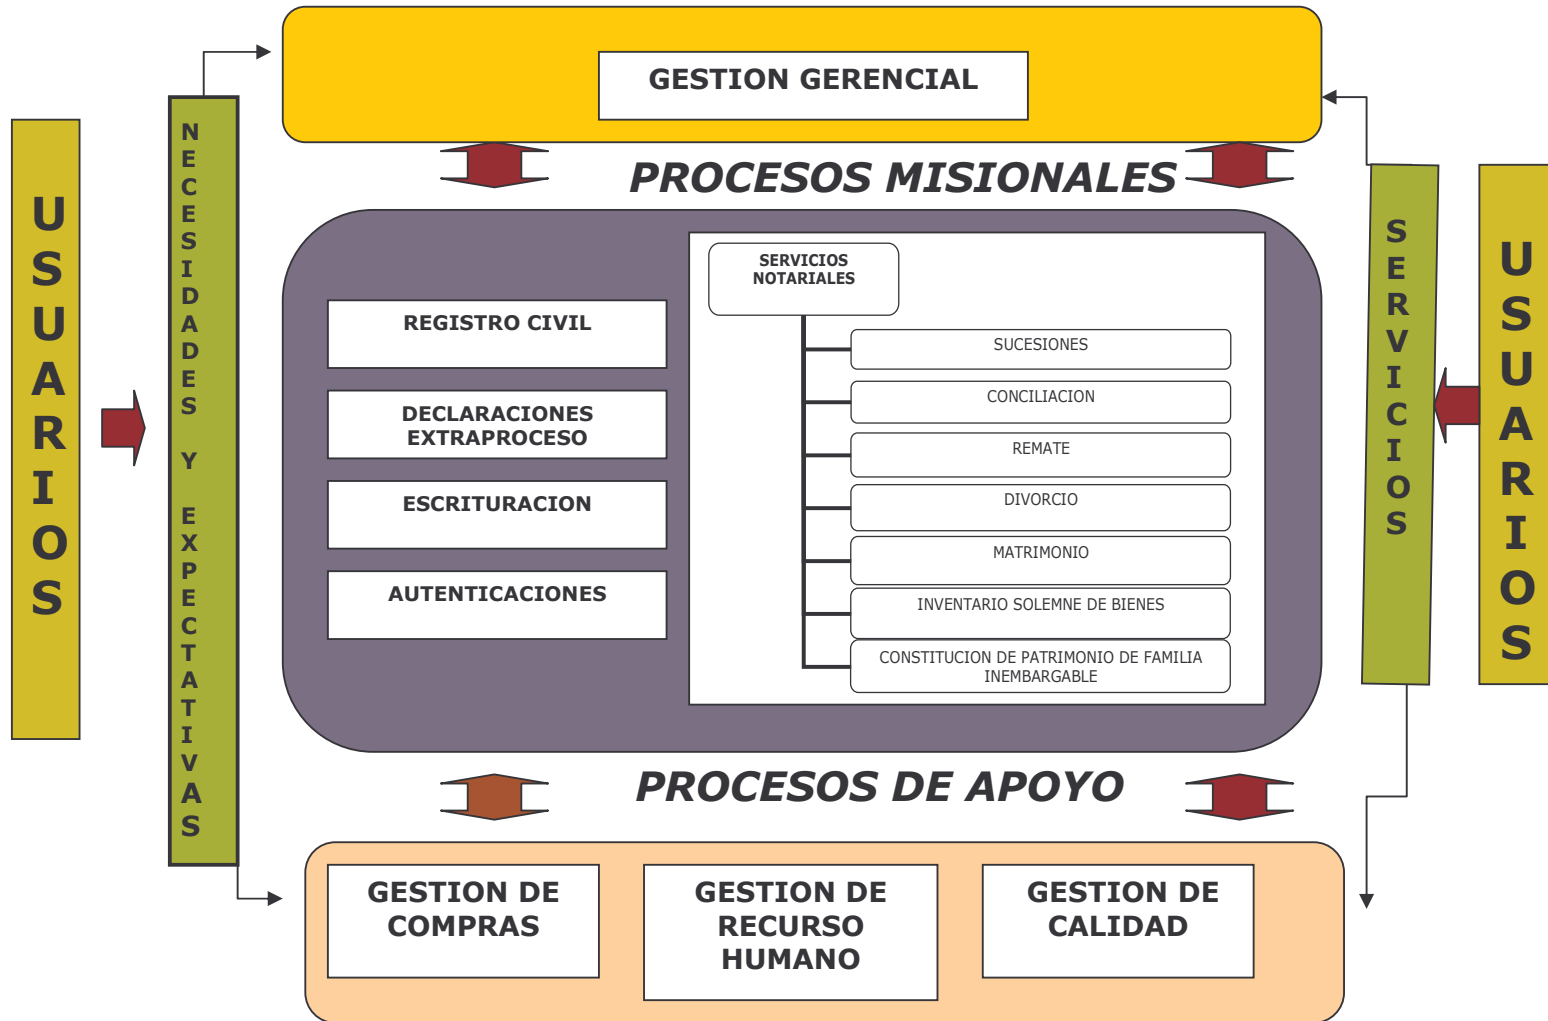 GESTION GERENCIAL
USUARIOS
NECESIDADES Y EXPECTATIVAS
PROCESOS MISIONALES
REGISTRO CIVIL
DECLARACIONES
EXTRAPROCESO
ESCRITURACION
AUTENTICACIONES
SERVICIOS
NOTARIALES
SUCESIONES
CONCILIACION
REMATE
DIVORCIO
MATRIMONIO
INVENTARIO SOLEMNE DE BIENES
CONSTITUCION DE PATRIMONIO DE FAMILIA
INEMBARGABLE
SERVICIOS
USUARIOS
PROCESOS DE APOYO
GESTION DE
COMPRAS
GESTION DE
RECURSO
HUMANO
GESTION DE
CALIDAD